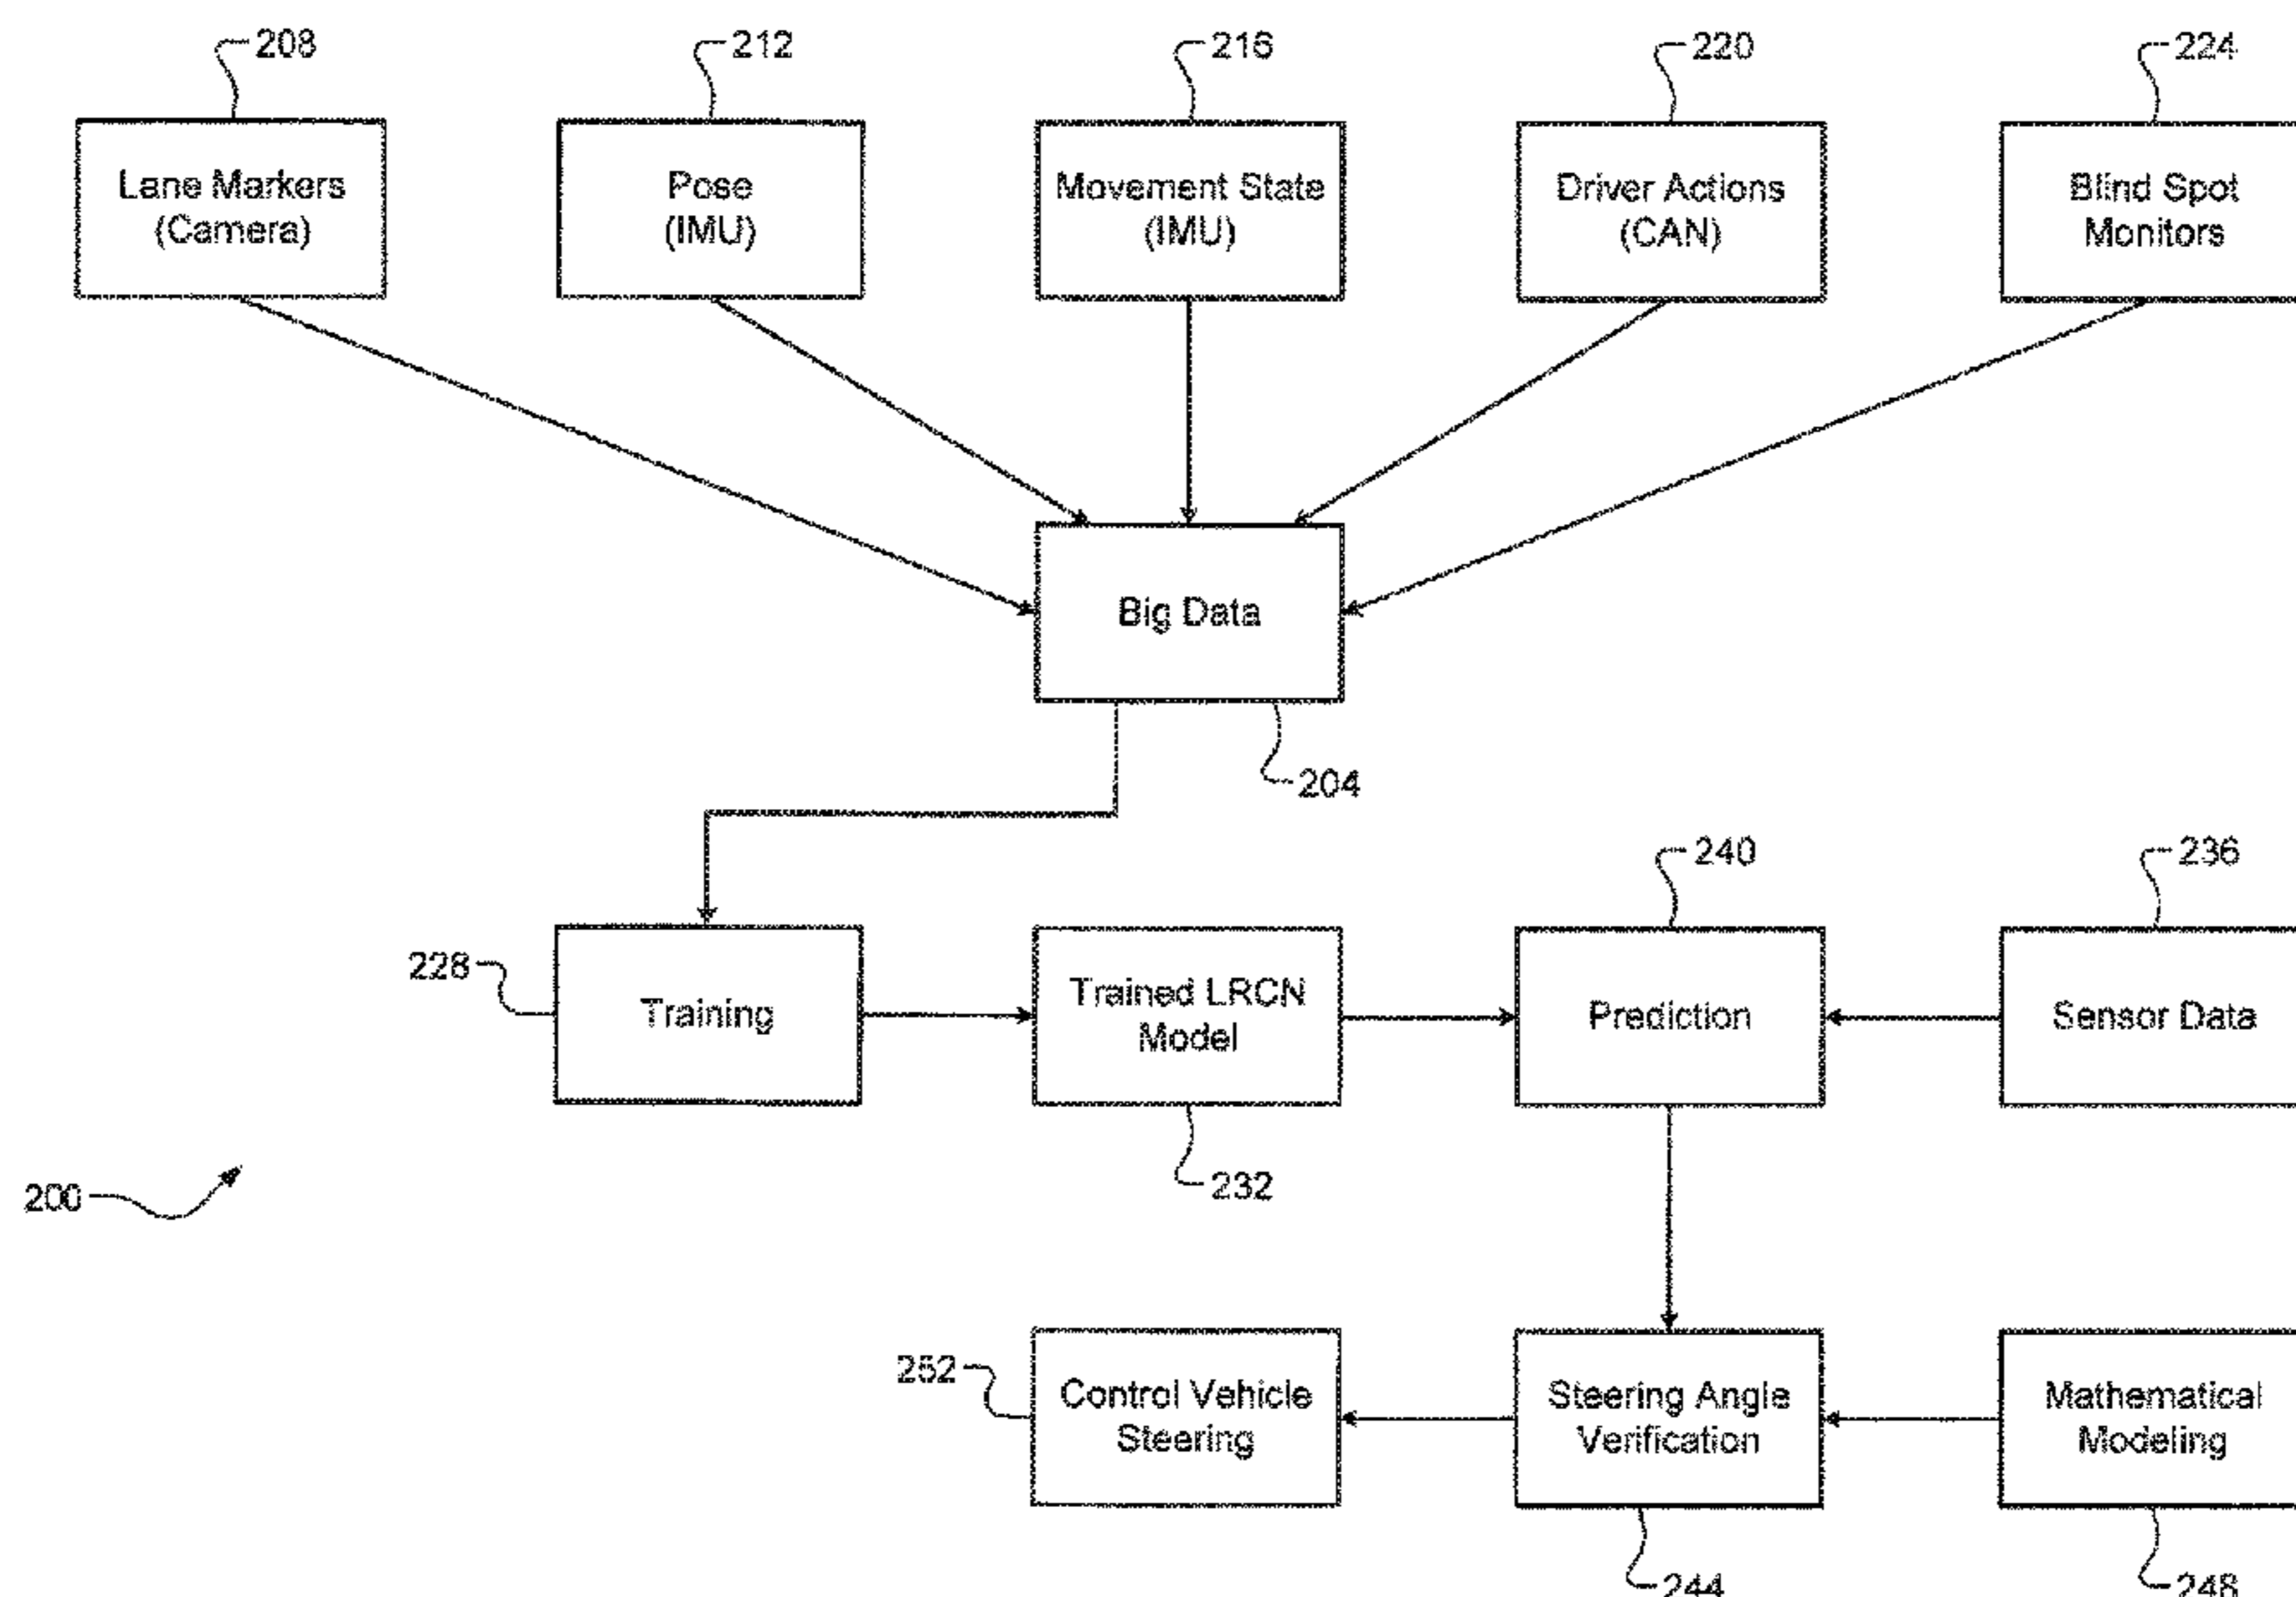 208
212
216
220
224
Lane Markers
(Camera)
Pose
(IMU)
Movement State
(IMU)
Driver Actions
(CAN)
Blind Spot
Monitors
Big Data
204
240
236
228
Training
Trained LRCN
Model
Prediction
Sensor Data
232
200
252
Control Vehicle
Steering
Steering Angle
Verification
Mathematical
Modeling
244
248